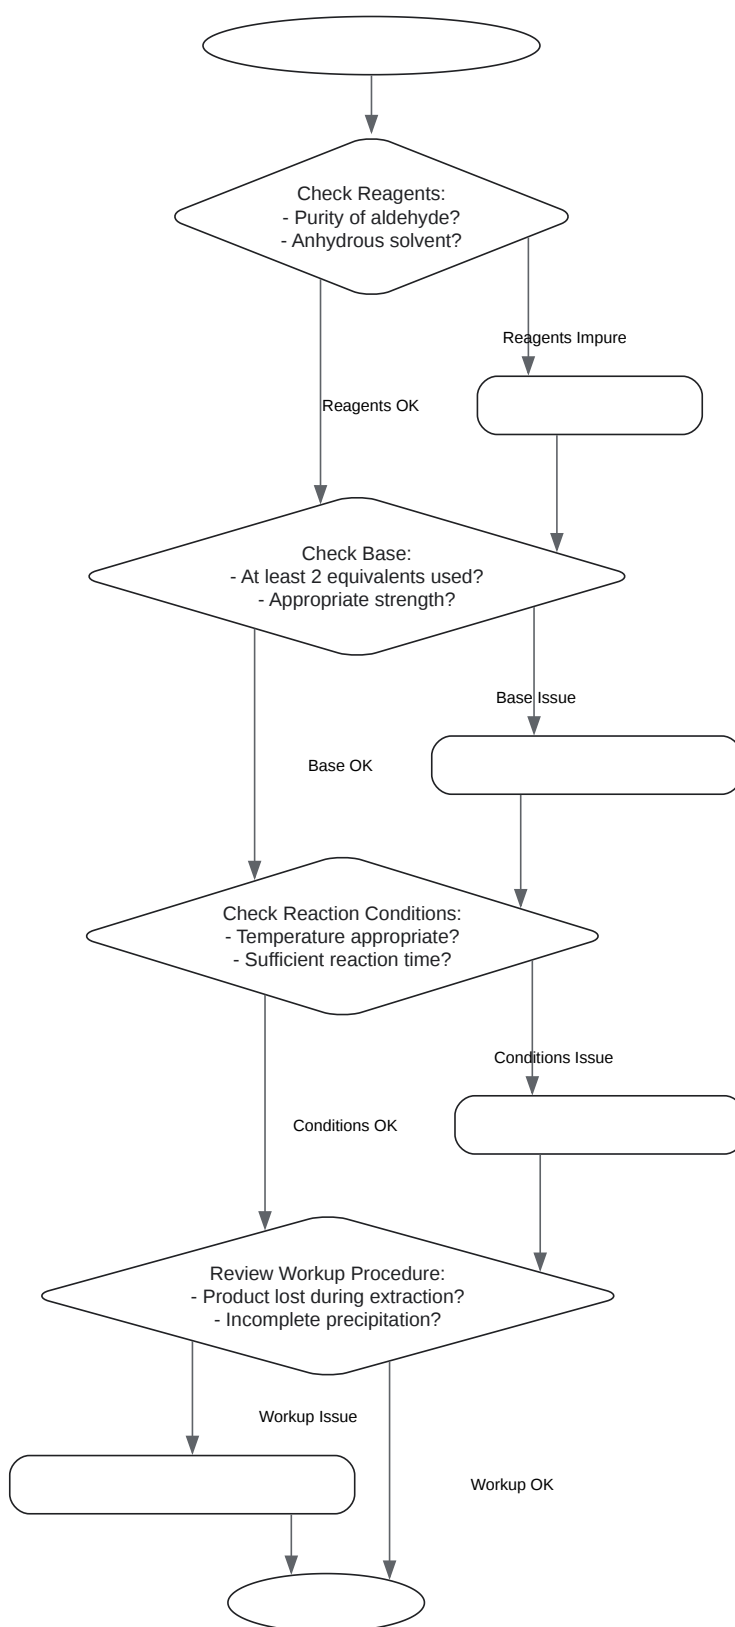 Check Reagents:
- Purity of aldehyde?
- Anhydrous solvent?
Reagents Impure
Reagents OK
Check Base:
- At least 2 equivalents used?
- Appropriate strength?
Base Issue
Base OK
Check Reaction Conditions:
- Temperature appropriate?
- Sufficient reaction time?
Conditions Issue
Conditions OK
Review Workup Procedure:
- Product lost during extraction?
- Incomplete precipitation?
Workup Issue
Workup OK